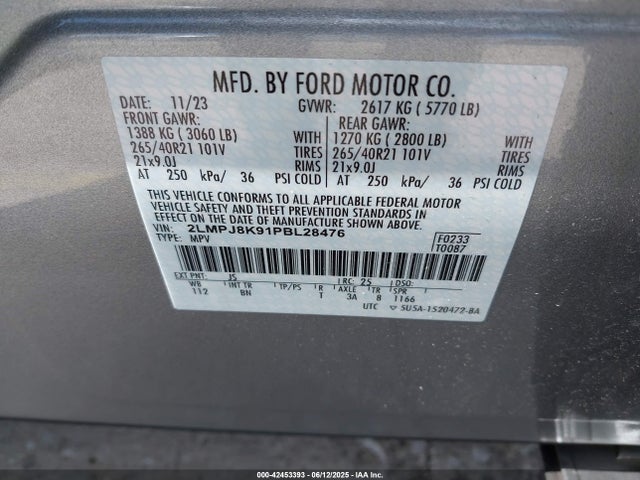 MFD. BY FORD MOTOR CO.
DATE: 11/23 GVWR: 2617 KG ( 5770 LB)
FRONT GAWR: REAR GAWR:
1388 KG ( 3060 LB) WITH 1270 KG ( 2800 LB) WITH
265/40R21 101V TIRES 265/40R21 101V TIRES
21x9.0J RIMS 21x9.0J RIMS
AT 250 kPa/ 36 PSI COLD AT 250 kPa/ 36 PSI COLD
THIS VEHICLE CONFORMS TO ALL APPLICABLE FEDERAL MOTOR
VEHICLE SAFETY AND THEFT PREVENTION STANDARDS IN
EFFECT ON THE DATE OF MANUFACTURE SHOWN ABOVE.
VIN: 2LMPJ8K91PBL28476 F0233
TYPE: MPV T0087
EXT PNT: JS RC: 25 DSO:
WB INT TR TP/PS R AXLE TR SPR
112 BN T 3A 8 1166
UTC ▽ 5U5A-1520472-BA
00-42453393 - 06/12/2025 - IAA Inc.